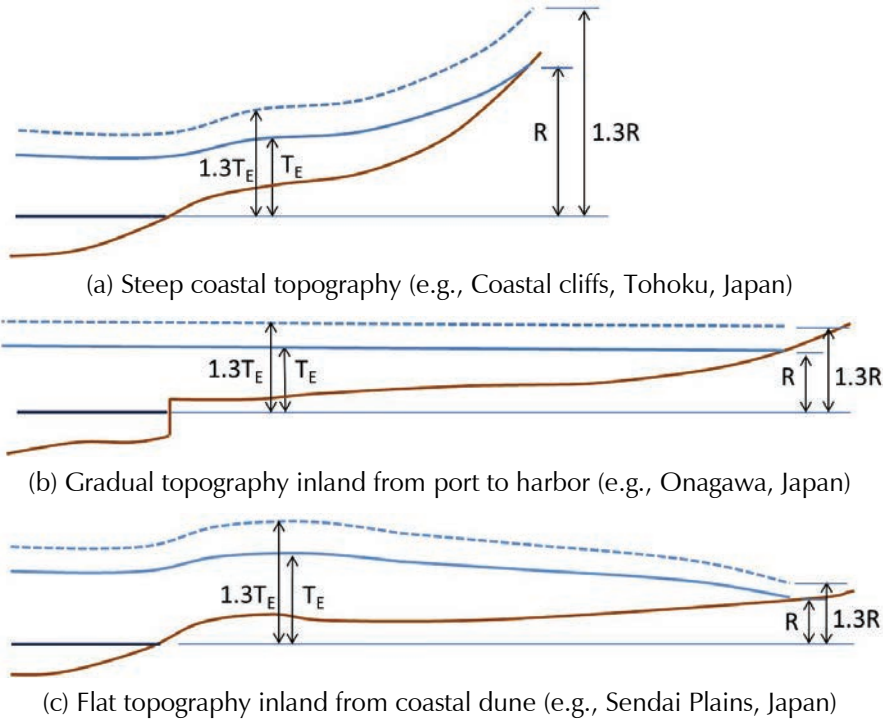 1.3T_E T_E R 1.3R
(a) Steep coastal topography (e.g., Coastal cliffs, Tohoku, Japan)
1.3T_E T_E R 1.3R
(b) Gradual topography inland from port to harbor (e.g., Onagawa, Japan)
1.3T_E T_E R 1.3R
(c) Flat topography inland from coastal dune (e.g., Sendai Plains, Japan)